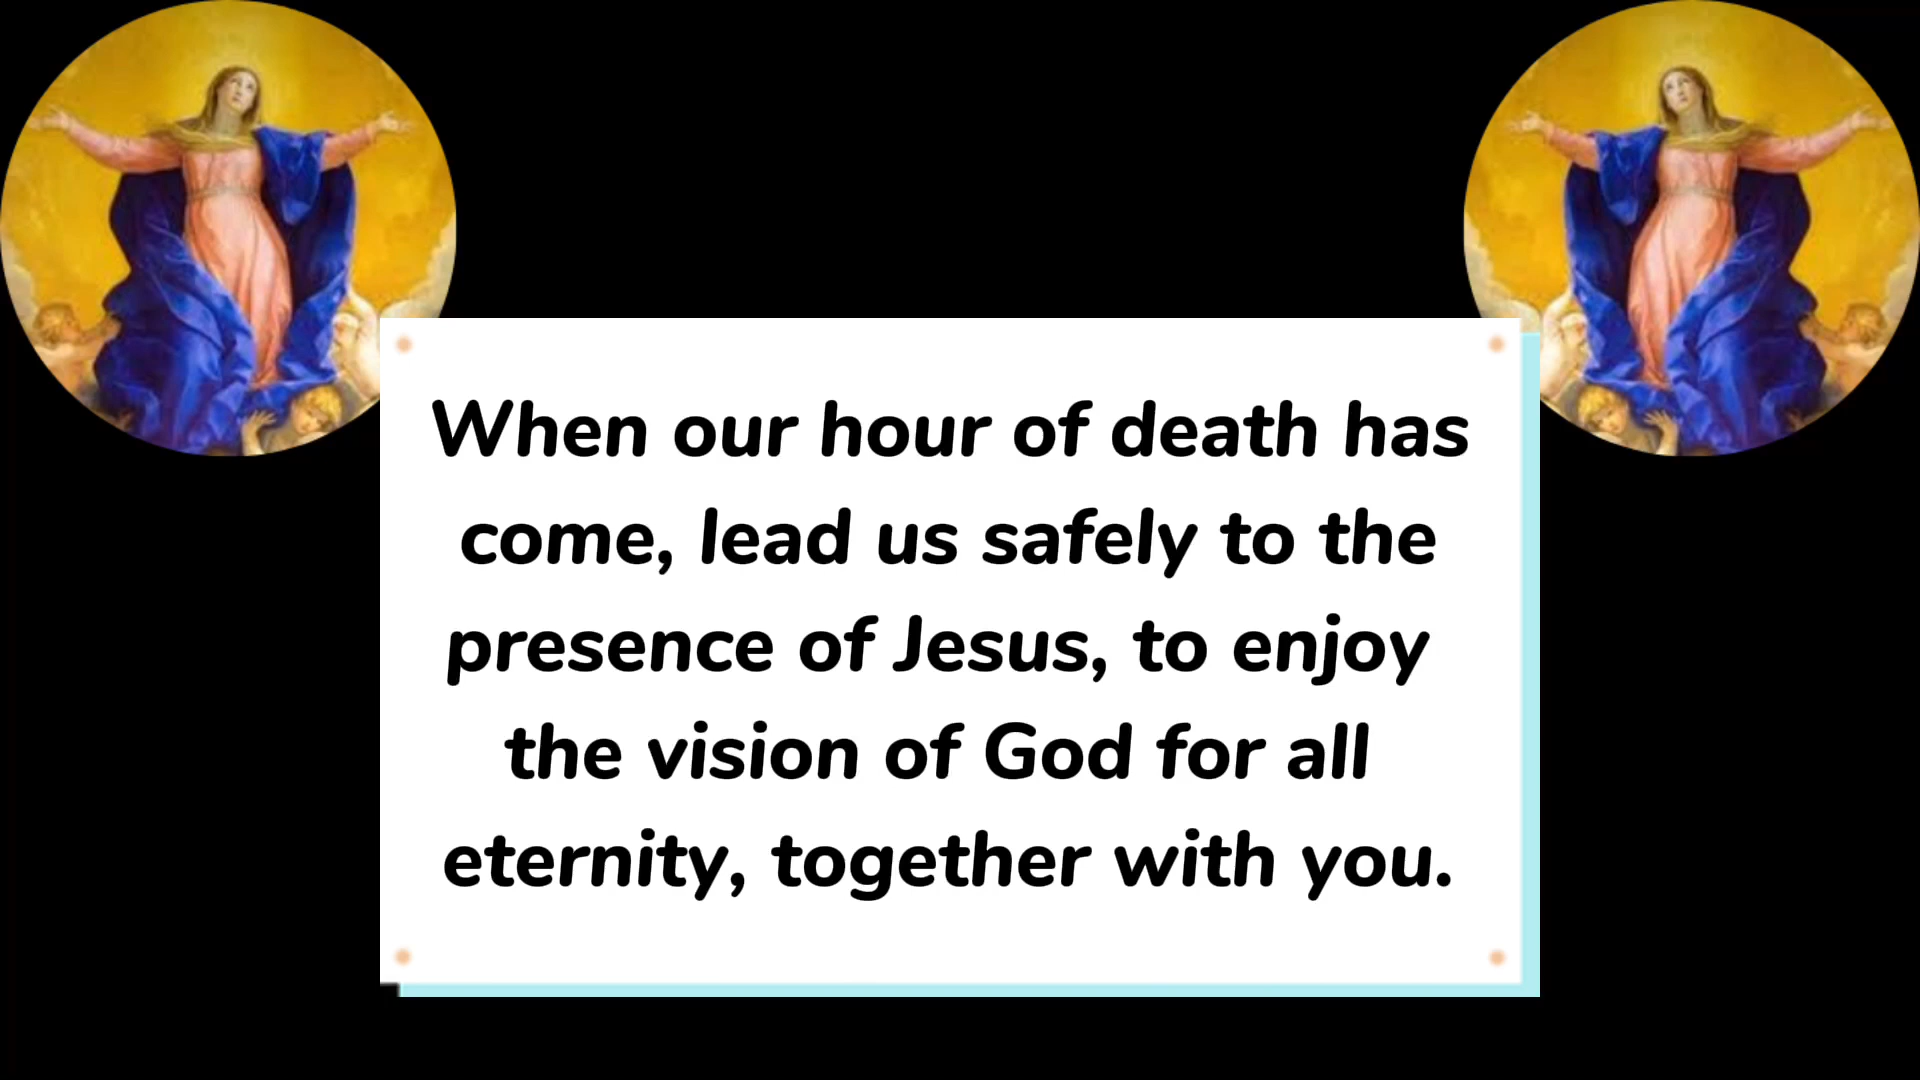 When our hour of death has
come, lead us safely to the
presence of Jesus, to enjoy
the vision of God for all
eternity, together with you.